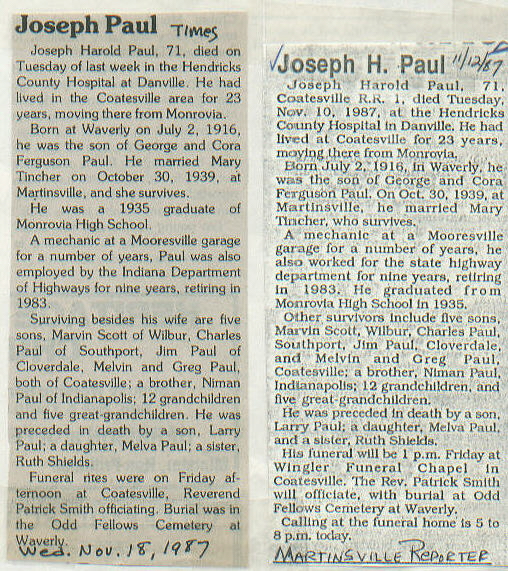 Joseph Paul TIMES
Joseph Harold Paul, 71, died on
Tuesday of last week in the Hendricks
County Hospital at Danville. He had
lived in the Coatesville area for 23
years, moving there from Monrovia.
Born at Waverly on July 2, 1916,
he was the son of George and Cora
Ferguson Paul. He married Mary
Tincher on October 30, 1939, at
Martinsville, and she survives.
He was a 1935 graduate of
Monrovia High School.
A mechanic at a Mooresville garage
for a number of years, Paul was also
employed by the Indiana Department
of Highways for nine years, retiring in
1983.
Surviving besides his wife are five
sons, Marvin Scott of Wilbur, Charles
Paul of Southport, Jim Paul of
Cloverdale, Melvin and Greg Paul,
both of Coatesville; a brother, Niman
Paul of Indianapolis; 12 grandchildren
and five great-grandchildren. He was
preceded in death by a son, Larry
Paul; a daughter, Melva Paul; a sister,
Ruth Shields.
Funeral rites were on Friday af-
ternoon at Coatesville, Reverend
Patrick Smith officiating. Burial was in
the Odd Fellows Cemetery at
Waverly.
Wed. Nov. 18, 1987
Joseph H. Paul 11/12/87
Joseph Harold Paul, 71,
Coatesville R.R. 1, died Tuesday,
Nov. 10, 1987, at the Hendricks
County Hospital in Danville. He had
lived at Coatesville for 23 years,
moving there from Monrovia.
Born July 2, 1916, in Waverly, he
was the son of George and Cora
Ferguson Paul. On Oct. 30, 1939, at
Martinsville, he married Mary
Tincher, who survives.
A mechanic at a Mooresville
garage for a number of years, he
also worked for the state highway
department for nine years, retiring
in 1983. He graduated from
Monrovia High School in 1935.
Other survivors include five sons,
Marvin Scott, Wilbur, Charles Paul,
Southport, Jim Paul, Cloverdale,
and Melvin and Greg Paul,
Coatesville; a brother, Niman Paul,
Indianapolis; 12 grandchildren, and
five great-grandchildren.
He was preceded in death by a son,
Larry Paul; a daughter, Melva Paul,
and a sister, Ruth Shields.
His funeral will be 1 p.m. Friday at
Wingler Funeral Chapel in
Coatesville. The Rev. Patrick Smith
will officiate, with burial at Odd
Fellows Cemetery at Waverly.
Calling at the funeral home is 5 to
8 p.m. today.
MARTINSVILLE REPORTER